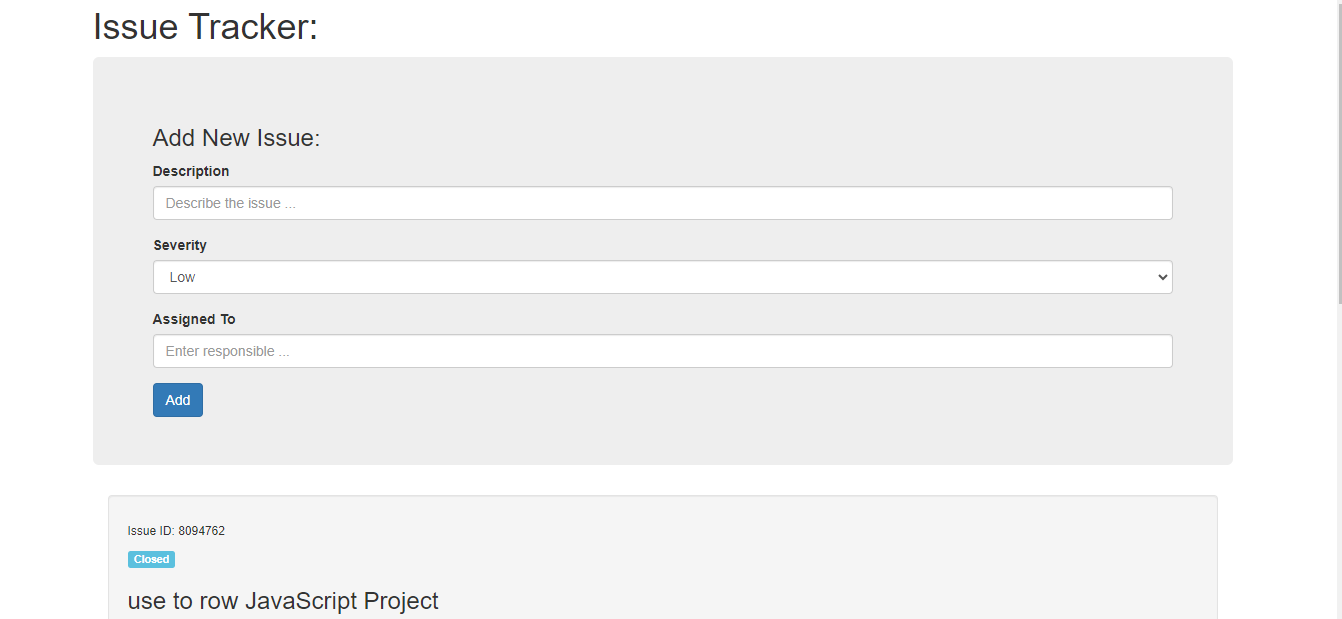 Issue Tracker:
Add New Issue:
Description
Describe the issue ...
Severity
Low
Assigned To
Enter responsible ...
Add
Issue ID: 8094762
Closed
use to row JavaScript Project